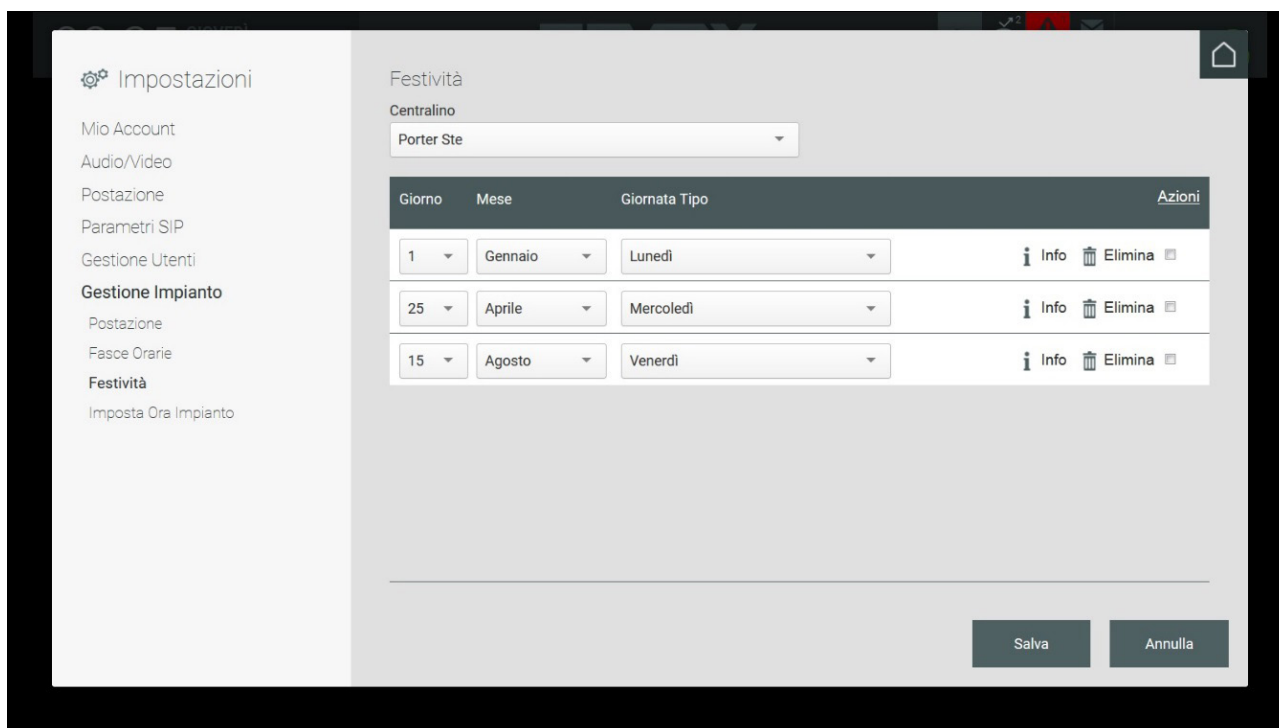 Impostazioni
Mio Account
Audio/Video
Postazione
Parametri SIP
Gestione Utenti
Gestione Impianto
Postazione
Fasce Orarie
Festività
Imposta Ora Impianto
Festività
Centralino
Porter Ste
Giorno Mese Giornata Tipo Azioni
1 Gennaio Lunedì Info Elimina
25 Aprile Mercoledì Info Elimina
15 Agosto Venerdì Info Elimina
Salva Annulla